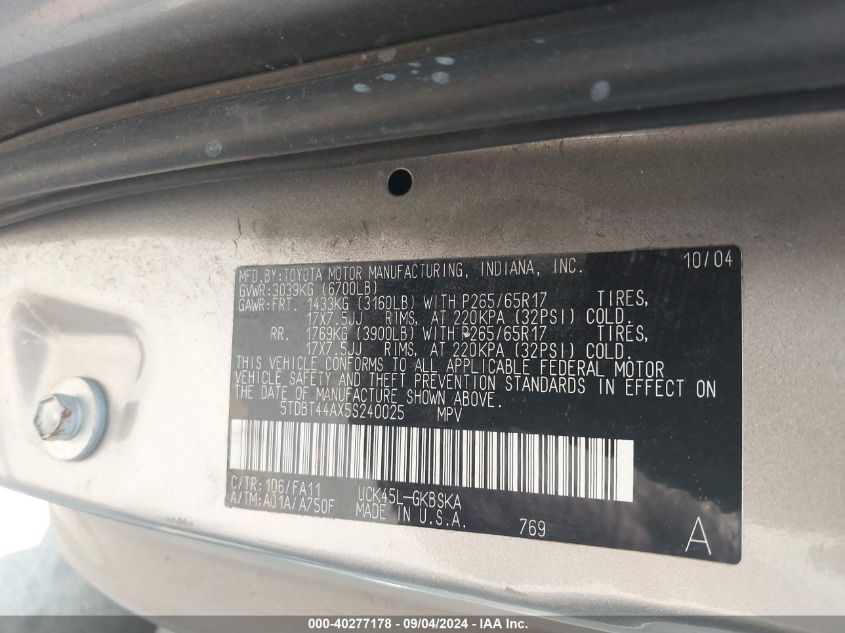 MFD.BY:TOYOTA MOTOR MANUFACTURING, INDIANA, INC. 10/04
GVWR:3039KG (6700LB)
GAWR:FRT. 1433KG (3160LB) WITH P265/65R17 TIRES,
17X7.5JJ RIMS, AT 220KPA (32PSI) COLD.
RR. 1769KG (3900LB) WITH P265/65R17 TIRES,
17X7.5JJ RIMS, AT 220KPA (32PSI) COLD.
THIS VEHICLE CONFORMS TO ALL APPLICABLE FEDERAL MOTOR
VEHICLE SAFETY AND THEFT PREVENTION STANDARDS IN EFFECT ON
THE DATE OF MANUFACTURE SHOWN ABOVE.
5TDBT44AX5S240025 MPV
C/TR:1D6/FA11 UCK45L-GKBSKA
A/TM:A01A/A750F MADE IN U.S.A. 769 A
000-40277178 - 09/04/2024 - IAA Inc.